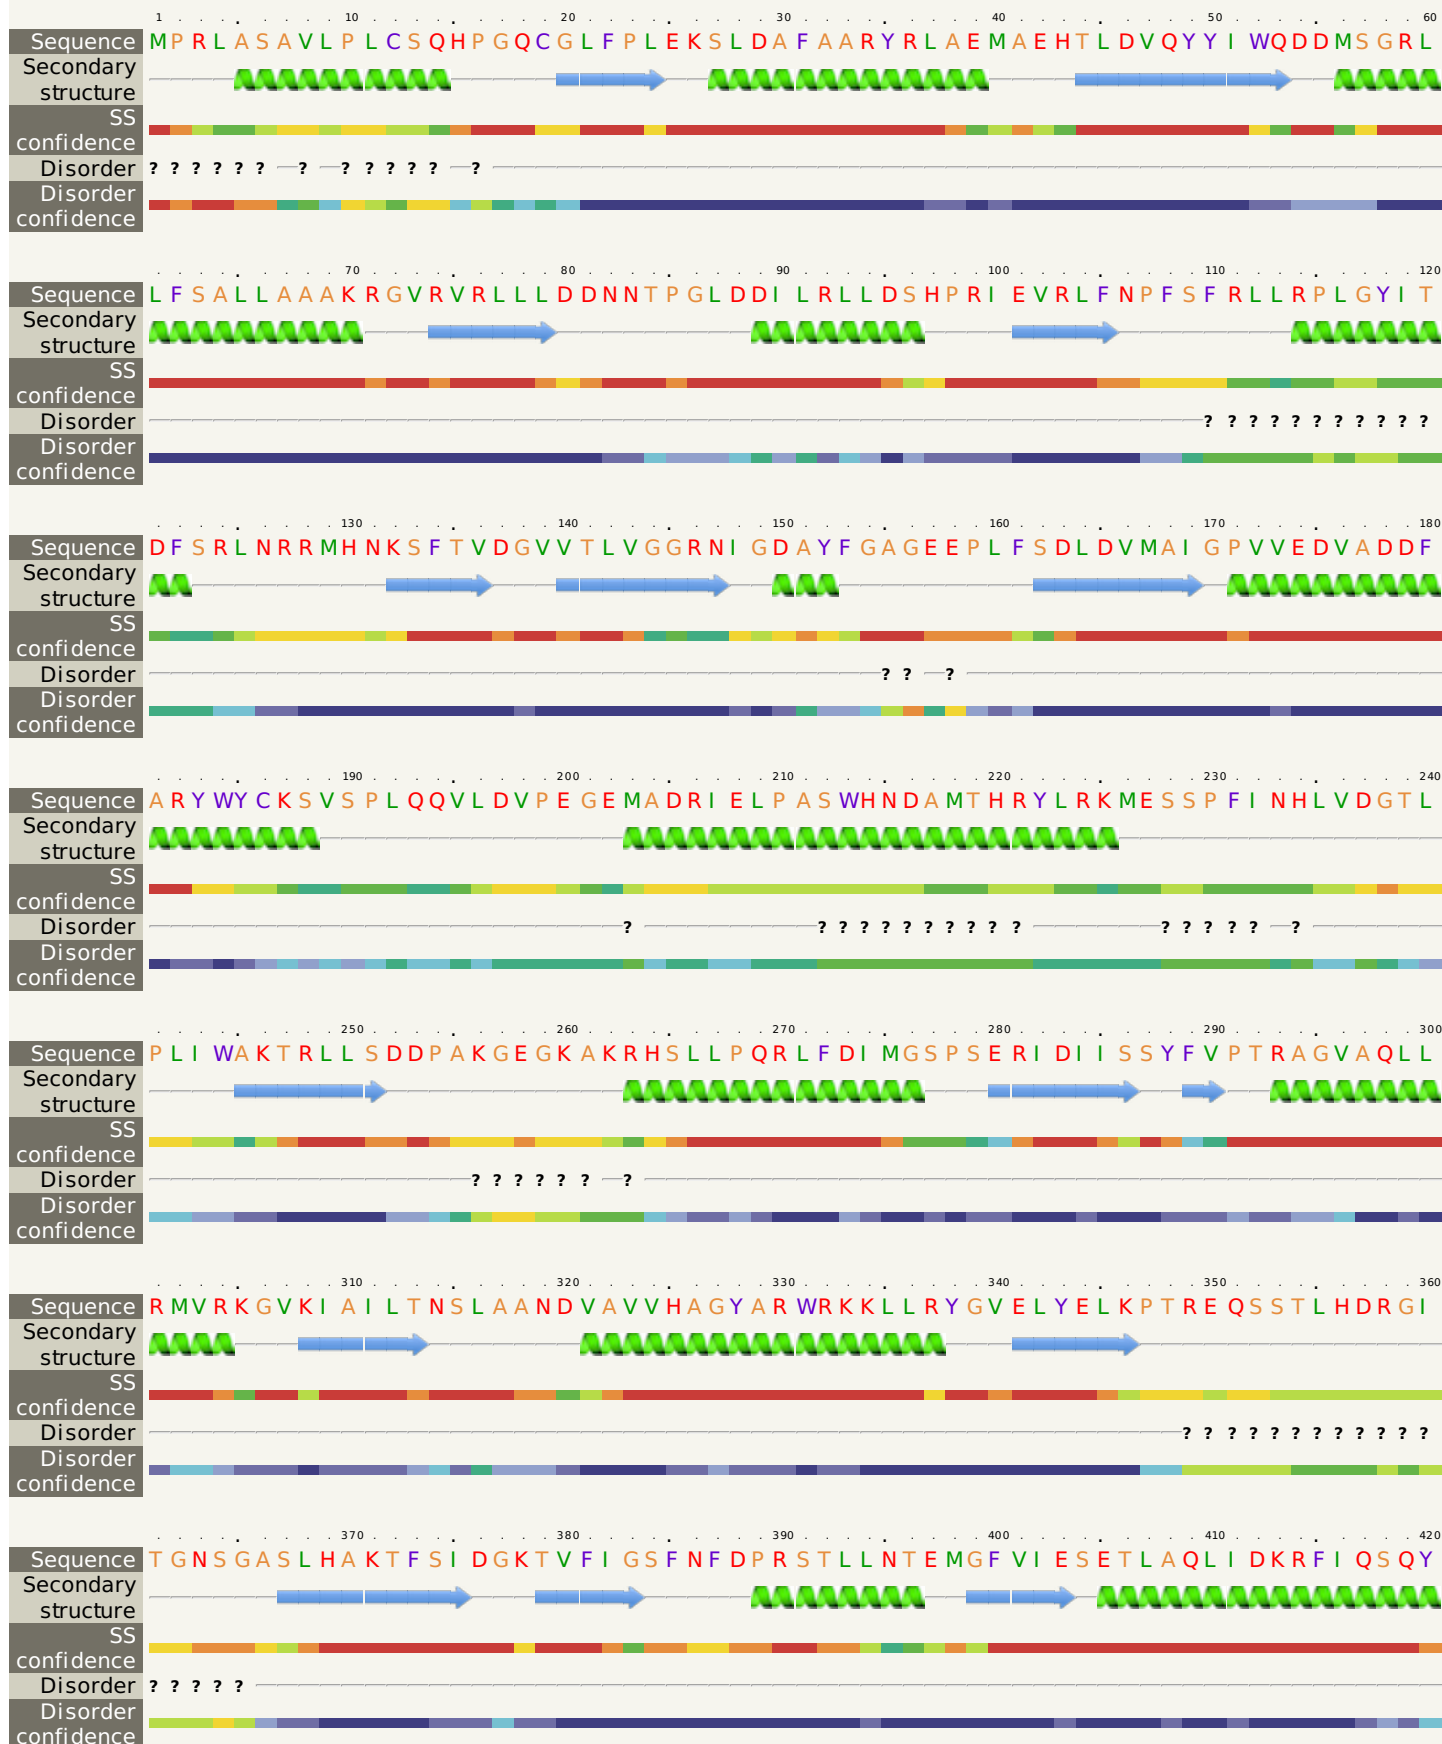 1 10 20 30 40 50 60
Sequence MPRLASAVLPLCSQHPGQCGLFPLEKSLDAFAARYRLAEMAEHTLDVQYYIWQDDMSGRL
Secondary
structure
SS
confidence
Disorder ? ? ? ? ? ? ? ? ? ? ? ? ?
Disorder
confidence
70 80 90 100 110 120
Sequence LFSALLAAAKRGVRVRLLLDDNNTPGLDDILRLLDSHPRIEVRLFNPFSFRLLRPLGYIT
Secondary
structure
SS
confidence
Disorder ? ? ? ? ? ? ? ? ? ? ?
Disorder
confidence
130 140 150 160 170 180
Sequence DFSRLNRRMHNKSFTVDGVVTLVGGRNIGDAYFGAGEEPLFSDLDVMAIGPVVEDVADDF
Secondary
structure
SS
confidence
Disorder ? ? ?
Disorder
confidence
190 200 210 220 230 240
Sequence ARYWYCKSVSPLQQVLDVPEGEMADRIELPASWHNDAMTHRYLRKMESSPFINHLVDGTL
Secondary
structure
SS
confidence
Disorder ? ? ? ? ? ? ? ? ? ? ? ? ? ? ? ? ?
Disorder
confidence
250 260 270 280 290 300
Sequence PLIWAKTRLLSDDPAKGEGKAKRHSLLPQRLFDIMGSPSERIDIISSYFVPTRAGVAQLL
Secondary
structure
SS
confidence
Disorder ? ? ? ? ? ? ?
Disorder
confidence
310 320 330 340 350 360
Sequence RMVRKGVKIAILTNSLAANDVAVVHAGYARWRKKLLRYGVELYELKPTREQSSTLHDRGI
Secondary
structure
SS
confidence
Disorder ? ? ? ? ? ? ? ? ? ? ? ?
Disorder
confidence
370 380 390 400 410 420
Sequence TGNSGASLHAKTFSIDGKTVFIGSFNFDPRSTLLNTEMGFVIESETLAQLIDKRFIQSQY
Secondary
structure
SS
confidence
Disorder ? ? ? ? ?
Disorder
confidence